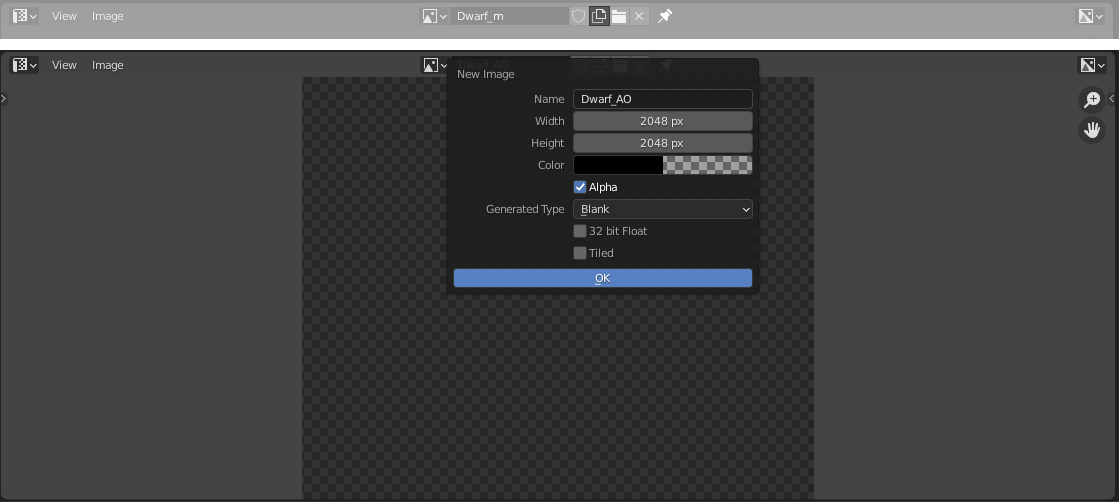 View Image Dwarf_m
View Image
New Image
Name Dwarf_AO
Width 2048 px
Height 2048 px
Color
Alpha
Generated Type Blank
32 bit Float
Tiled
OK